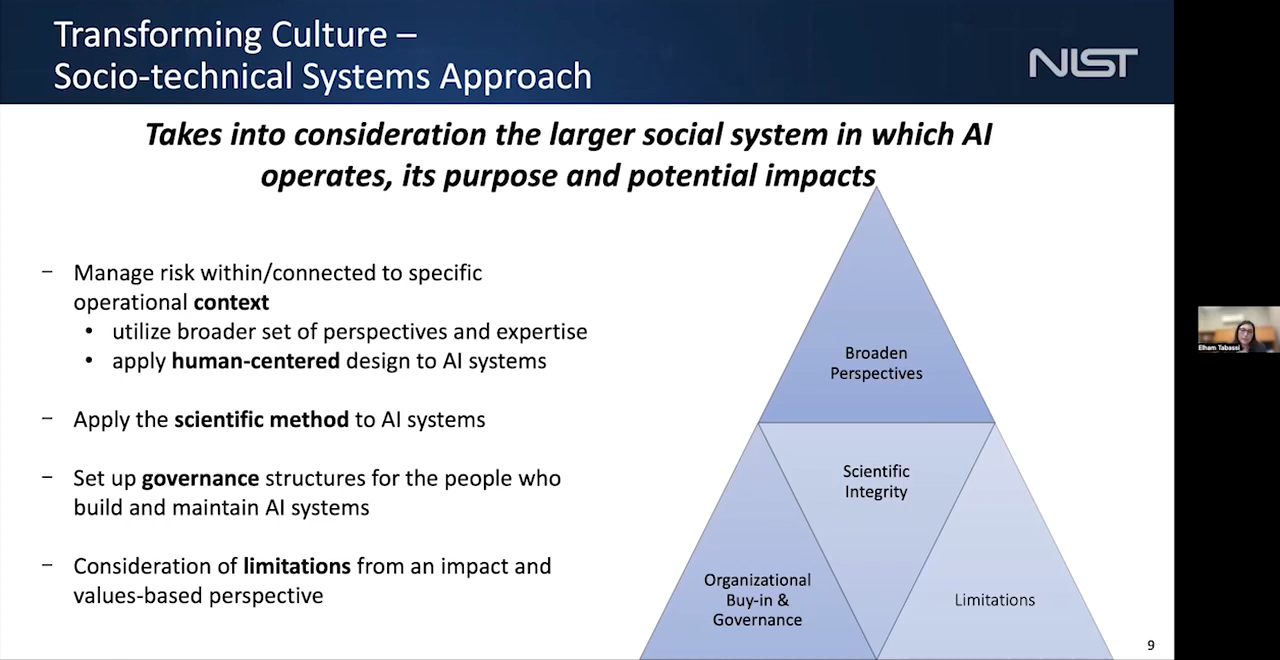 Transforming Culture –
Socio-technical Systems Approach
NIST
Takes into consideration the larger social system in which AI
operates, its purpose and potential impacts
– Manage risk within/connected to specific
operational context
• utilize broader set of perspectives and expertise
• apply human-centered design to AI systems
– Apply the scientific method to AI systems
– Set up governance structures for the people who
build and maintain AI systems
– Consideration of limitations from an impact and
values-based perspective
Broaden
Perspectives
Scientific
Integrity
Organizational
Buy-in &
Governance
Limitations
9
Elham Tabassi